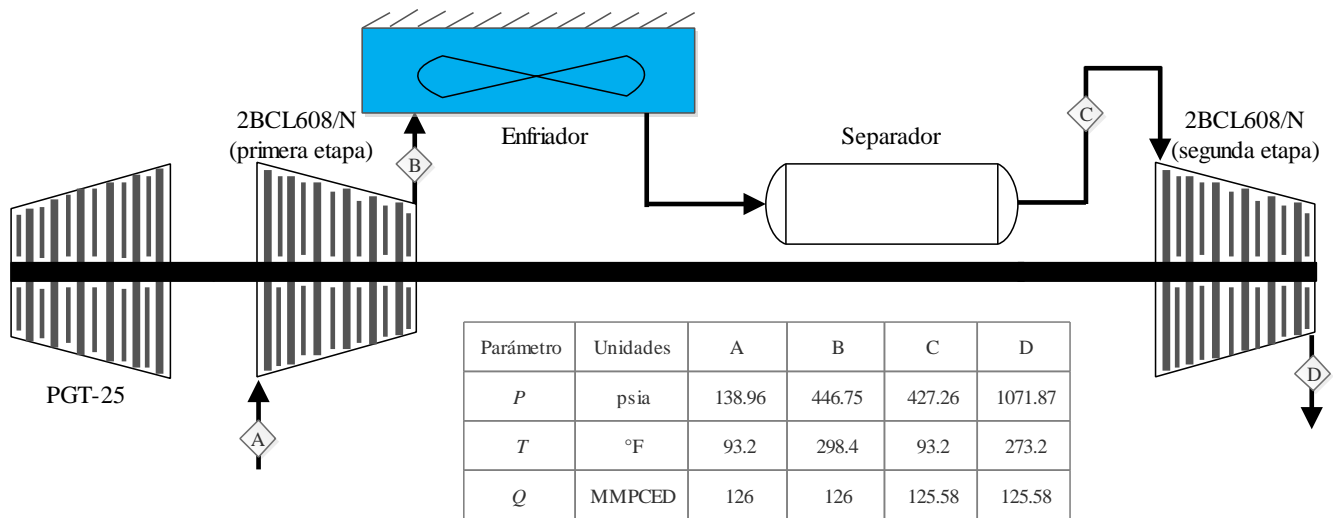 2BCL608/N
(primera etapa)
B
Enfriador
Separador
C
2BCL608/N
(segunda etapa)
PGT-25
A
D
Parámetro Unidades A B C D
P psia 138.96 446.75 427.26 1071.87
T °F 93.2 298.4 93.2 273.2
Q MMPCED 126 126 125.58 125.58